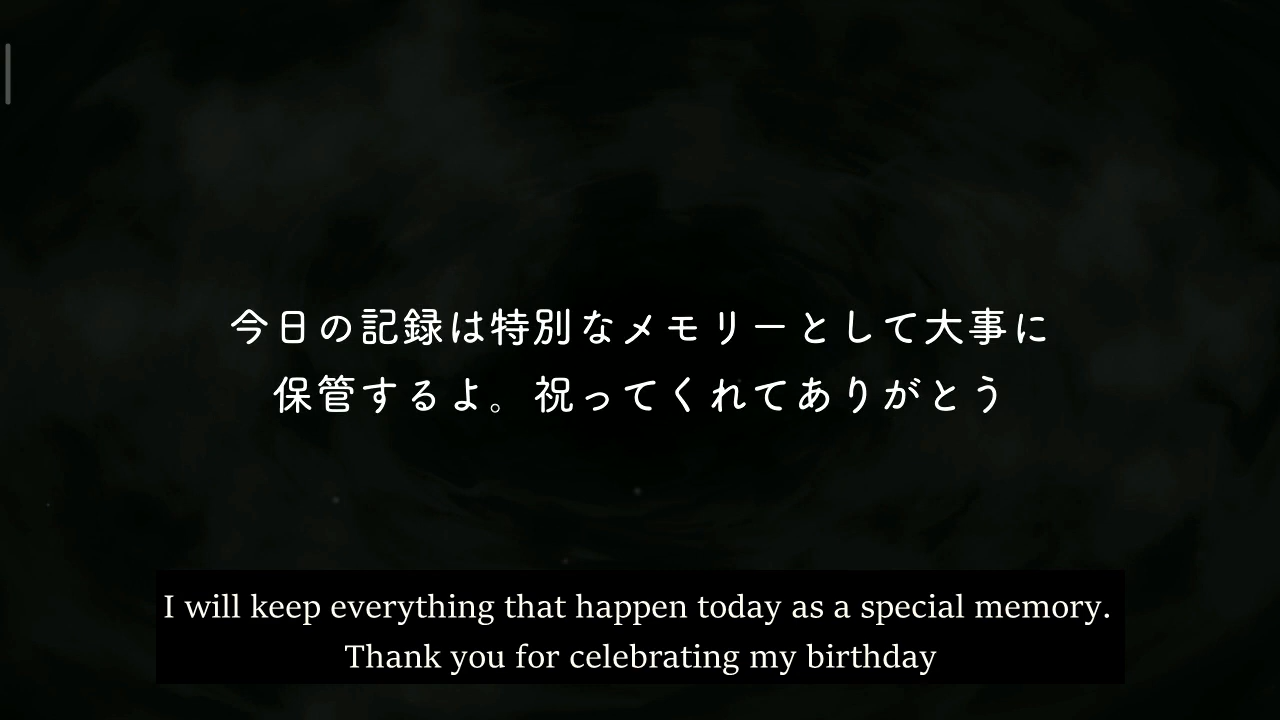 今日の記録は特別なメモリーとして大事に
保管するよ。祝ってくれてありがとう
I will keep everything that happen today as a special memory.
Thank you for celebrating my birthday